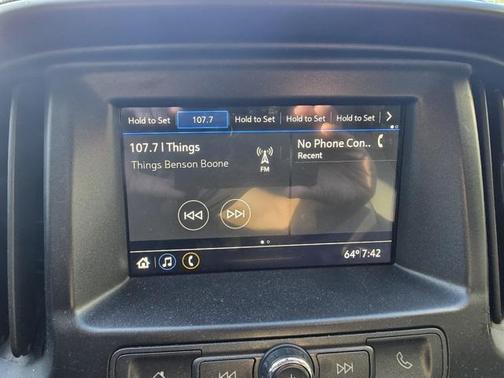 Hold to Set 107.7 Hold to Set Hold to Set Hold to Set
107.7 | Things
Things Benson Boone
FM
No Phone Con..
Recent
64° 7:42